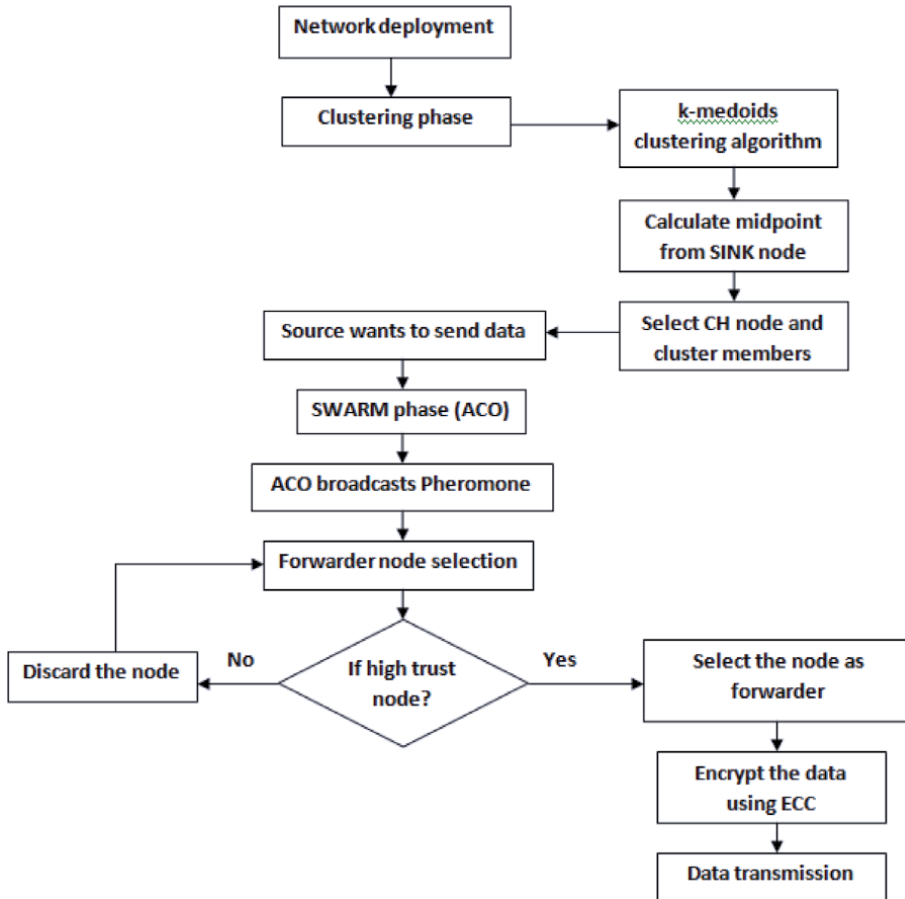 Network deployment
Clustering phase
k-medoids
clustering algorithm
Calculate midpoint
from SINK node
Select CH node and
cluster members
Source wants to send data
SWARM phase (ACO)
ACO broadcasts Pheromone
Forwarder node selection
If high trust
node?
No
Discard the node
Yes
Select the node as
forwarder
Encrypt the data
using ECC
Data transmission